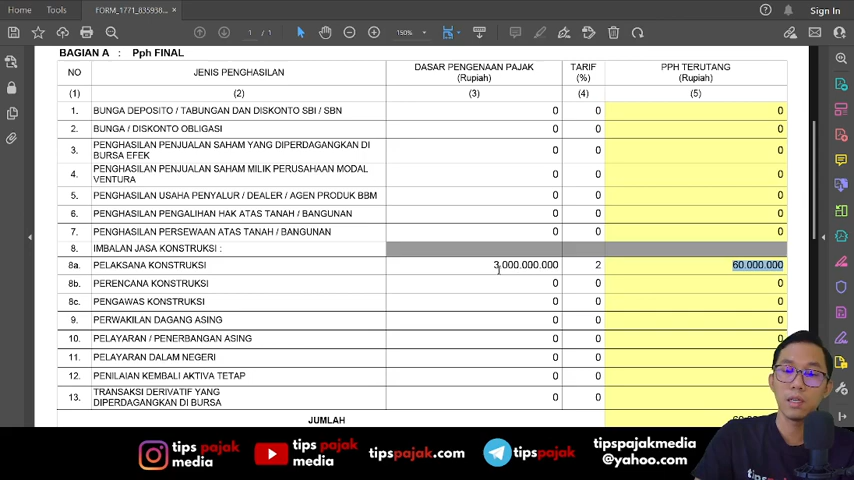 Home
Tools
FORM_1771_835938...
×
Sign In
1 / 1
150%
BAGIAN A : Pph FINAL
NO
JENIS PENGHASILAN
DASAR PENGENAAN PAJAK
(Rupiah)
TARIF
(%)
PPH TERUTANG
(Rupiah)
(1)
(2)
(3)
(4)
(5)
1. BUNGA DEPOSITO / TABUNGAN DAN DISKONTO SBI / SBN 0 0 0
2. BUNGA / DISKONTO OBLIGASI 0 0 0
3. PENGHASILAN PENJUALAN SAHAM YANG DIPERDAGANGKAN DI
BURSA EFEK 0 0 0
4. PENGHASILAN PENJUALAN SAHAM MILIK PERUSAHAAN MODAL
VENTURA 0 0 0
5. PENGHASILAN USAHA PENYALUR / DEALER / AGEN PRODUK BBM 0 0 0
6. PENGHASILAN PENGALIHAN HAK ATAS TANAH / BANGUNAN 0 0 0
7. PENGHASILAN PERSEWAAN ATAS TANAH / BANGUNAN 0 0 0
8. IMBALAN JASA KONSTRUKSI :
8a. PELAKSANA KONSTRUKSI 3.000.000.000 2 60.000.000
8b. PERENCANA KONSTRUKSI 0 0 0
8c. PENGAWAS KONSTRUKSI 0 0 0
9. PERWAKILAN DAGANG ASING 0 0 0
10. PELAYARAN / PENERBANGAN ASING 0 0 0
11. PELAYARAN DALAM NEGERI 0 0
12. PENILAIAN KEMBALI AKTIVA TETAP 0 0
13. TRANSAKSI DERIVATIF YANG
DIPERDAGANGKAN DI BURSA 0 0
JUMLAH
tips pajak
media
tips pajak
media
tipspajak.com
tipspajak
tipspajakmedia
@yahoo.com